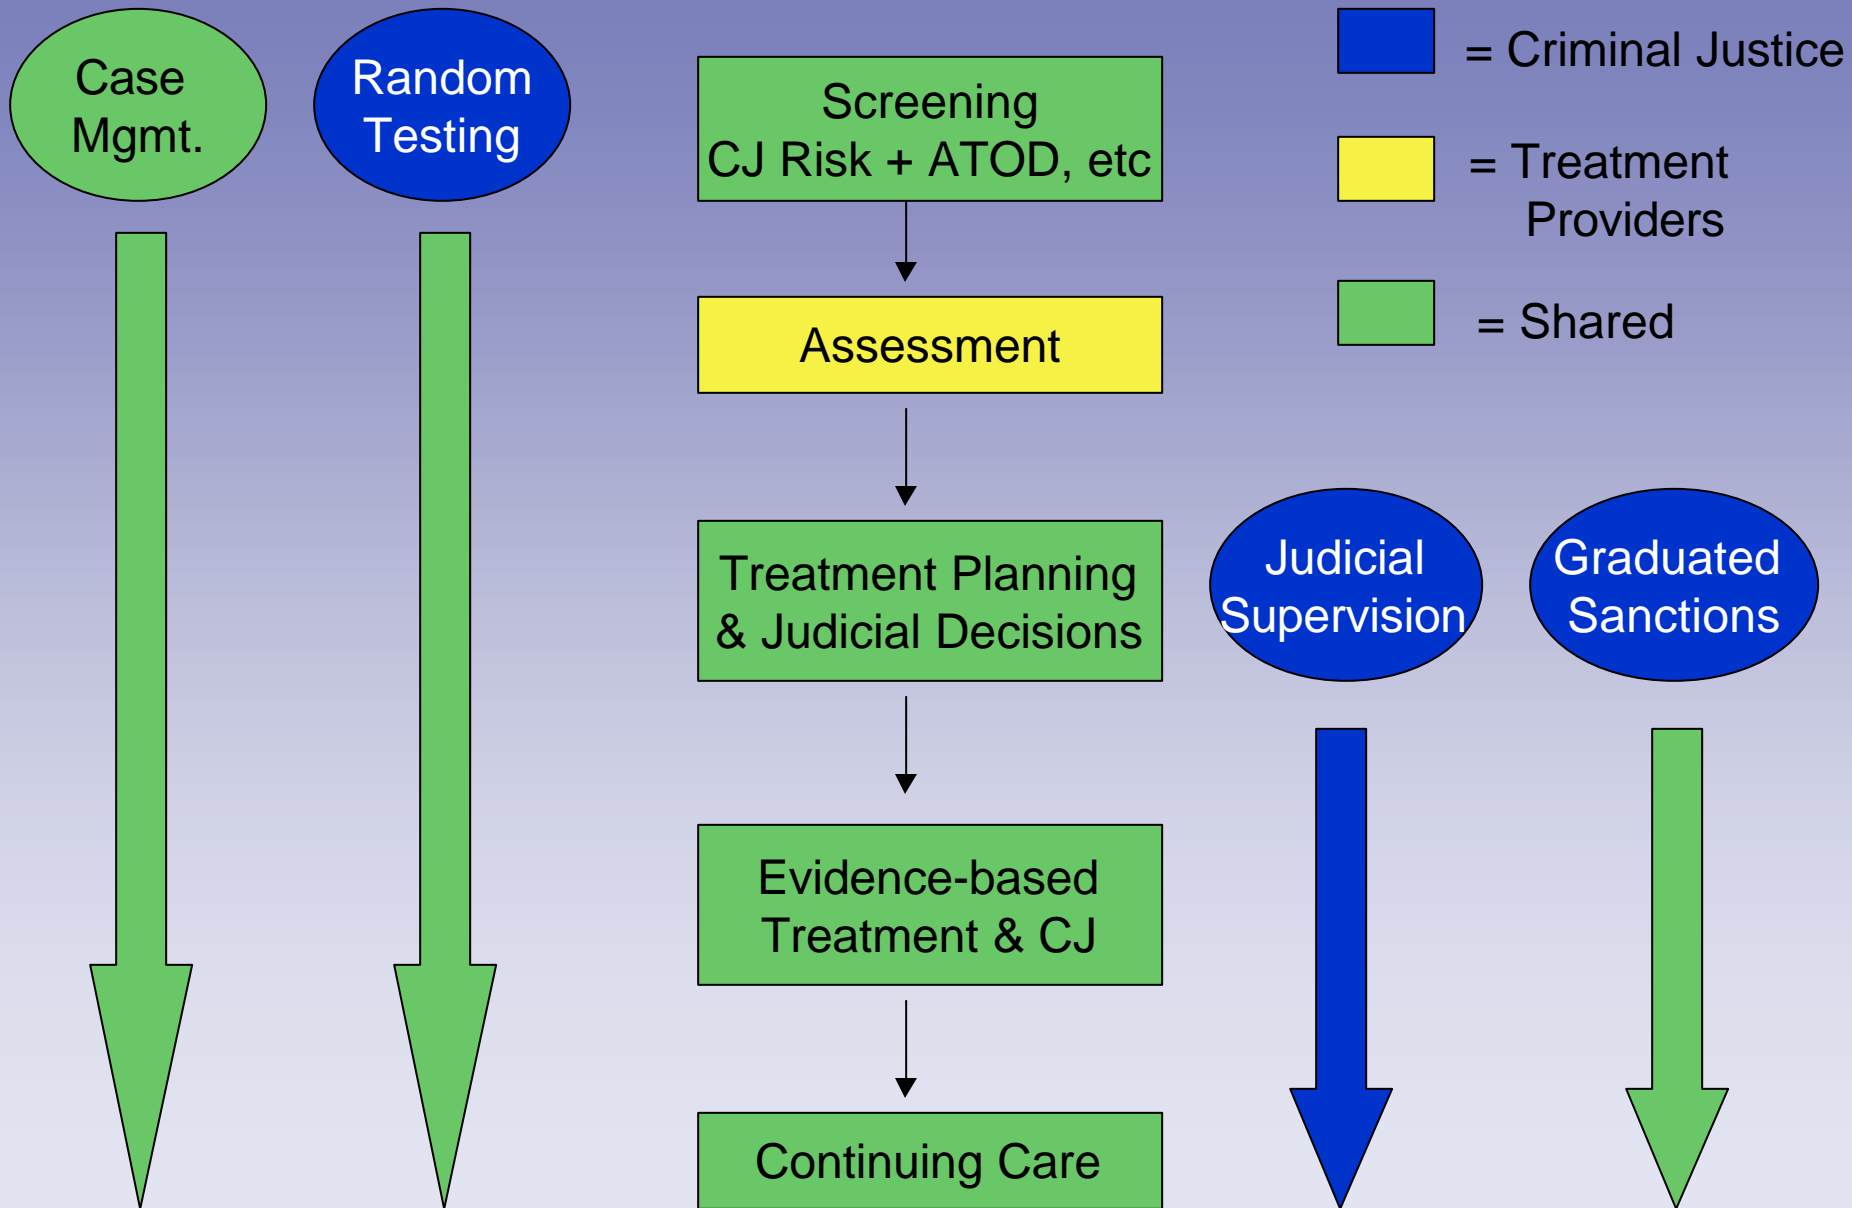 Case
Mgmt.
Random
Testing
Screening
CJ Risk + ATOD, etc
= Criminal Justice
= Treatment
Providers
= Shared
Assessment
Treatment Planning
& Judicial Decisions
Judicial
Supervision
Graduated
Sanctions
Evidence-based
Treatment & CJ
Continuing Care